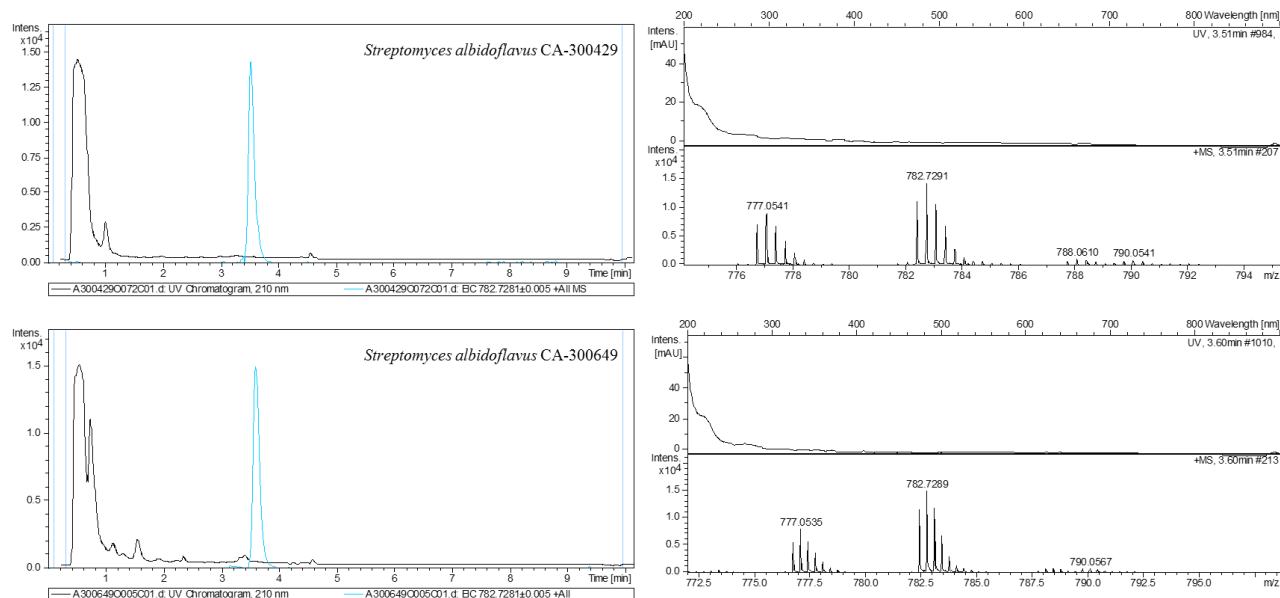 Intens.
x10⁴
Streptomyces albidoflavus CA-300429
1.50
1.25
1.00
0.75
0.50
0.25
0.00
1 2 3 4 5 6 7 8 9 Time [min]
A300429O072C01.d: UV Chromatogram, 210 nm A300429O072C01.d: EIC 782.7281±0.005 +All MS
200 300 400 500 600 700 800 Wavelength [nm]
Intens.
[mAU]
UV, 3.51min #984,
40
20
0
Intens.
x10⁴
+MS, 3.51min #207
1.5
1.0
0.5
0.0
777.0541
782.7291
788.0610
790.0541
776 778 780 782 784 786 788 790 792 794 m/z
Intens.
x10⁴
Streptomyces albidoflavus CA-300649
1.5
1.0
0.5
0.0
1 2 3 4 5 6 7 8 9 Time [min]
A300649O005C01.d: UV Chromatogram, 210 nm A300649O005C01.d: EIC 782.7281±0.005 +All
200 300 400 500 600 700 800 Wavelength [nm]
Intens.
[mAU]
UV, 3.60min #1010,
40
20
0
Intens.
x10⁴
+MS, 3.60min #213
1.5
1.0
0.5
0.0
777.0535
782.7289
790.0567
772.5 775.0 777.5 780.0 782.5 785.0 787.5 790.0 792.5 795.0 m/z